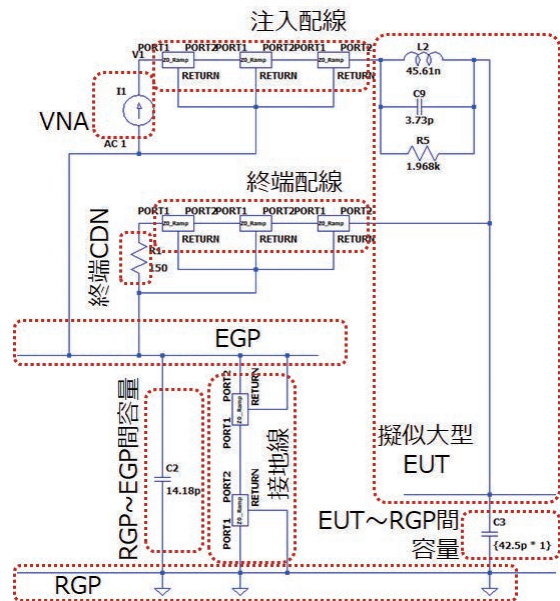 注入配線
PORT1 PORT2 PORT1 PORT2 PORT1 PORT2
V1
Z0_Ramp Z0_Ramp Z0_Ramp
RETURN RETURN RETURN
L2
45.61n
I1
VNA
AC 1
C9
3.73p
R5
1.968k
終端配線
PORT1 PORT2 PORT1 PORT2 PORT1 PORT2
Z0_Ramp Z0_Ramp Z0_Ramp
RETURN RETURN RETURN
終端CDN
R1
150
EGP
RGP~EGP間容量
C2
14.18p
PORT2
RETURN
Z0_Ramp
PORT1
PORT2
RETURN
Z0_Ramp
PORT1
接地線
擬似大型
EUT
EUT～RGP間
容量
C3
{42.5p * 1}
RGP